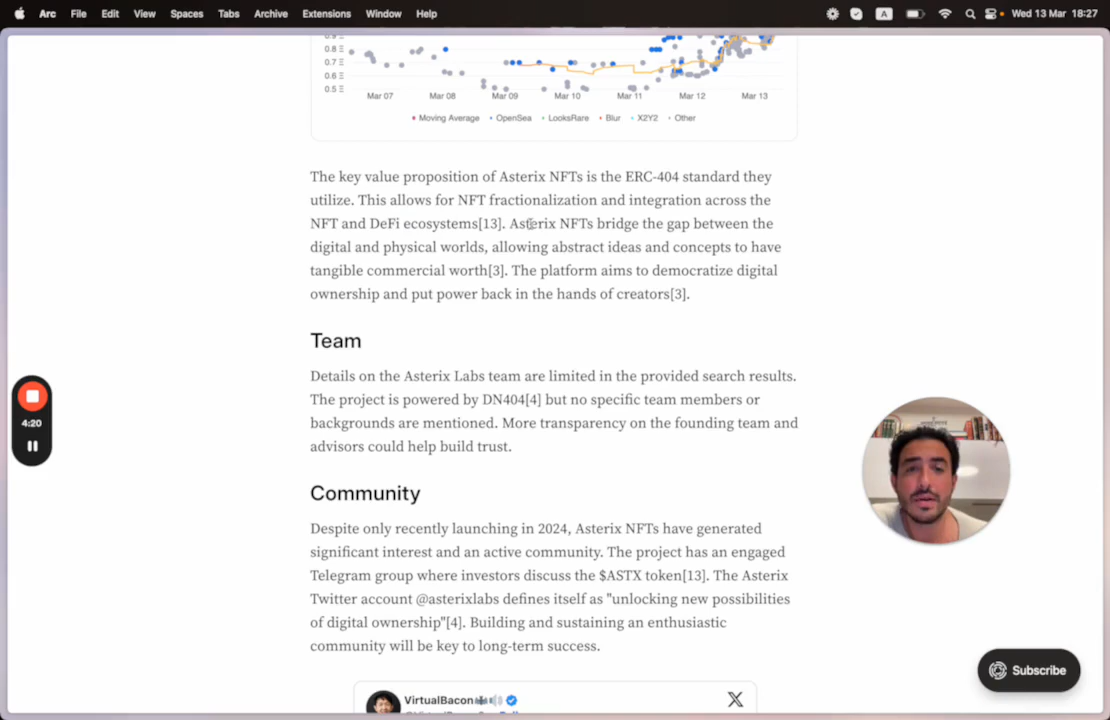 Arc File Edit View Spaces Tabs Archive Extensions Window Help A Wed 13 Mar 18:27
0.8
0.7
0.6
0.5
Mar 07 Mar 08 Mar 09 Mar 10 Mar 11 Mar 12 Mar 13
Moving Average OpenSea LooksRare Blur X2Y2 Other
The key value proposition of Asterix NFTs is the ERC-404 standard they
utilize. This allows for NFT fractionalization and integration across the
NFT and DeFi ecosystems[13]. Asterix NFTs bridge the gap between the
digital and physical worlds, allowing abstract ideas and concepts to have
tangible commercial worth[3]. The platform aims to democratize digital
ownership and put power back in the hands of creators[3].
Team
Details on the Asterix Labs team are limited in the provided search results.
The project is powered by DN404[4] but no specific team members or
backgrounds are mentioned. More transparency on the founding team and
advisors could help build trust.
4:20
Community
Despite only recently launching in 2024, Asterix NFTs have generated
significant interest and an active community. The project has an engaged
Telegram group where investors discuss the $ASTX token[13]. The Asterix
Twitter account @asterixlabs defines itself as "unlocking new possibilities
of digital ownership"[4]. Building and sustaining an enthusiastic
community will be key to long-term success.
Subscribe
VirtualBacon